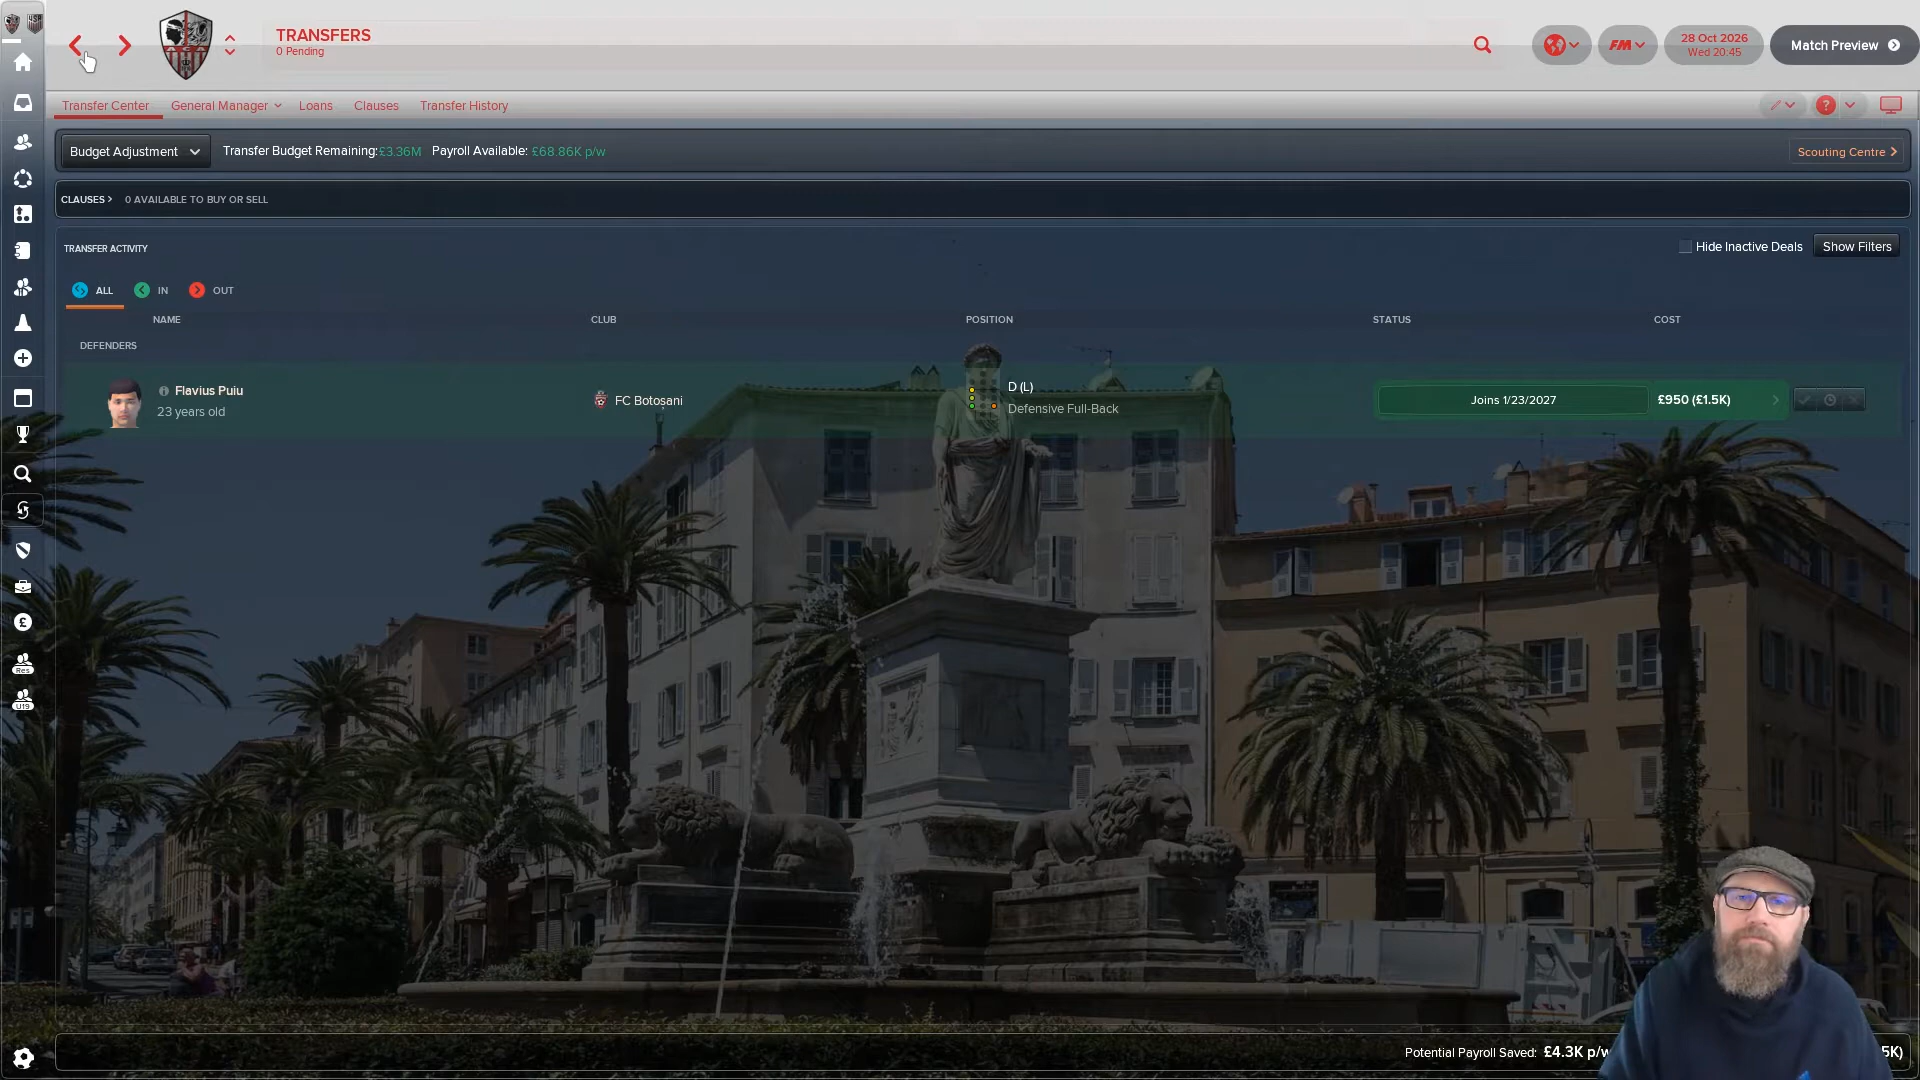 TRANSFERS
0 Pending
28 Oct 2026
Wed 20:45
Match Preview
FM
Transfer Center
General Manager
Loans
Clauses
Transfer History
?
Budget Adjustment
Transfer Budget Remaining:£3.36M
Payroll Available: £68.86K p/w
Scouting Centre
CLAUSES
0 AVAILABLE TO BUY OR SELL
TRANSFER ACTIVITY
Hide Inactive Deals
Show Filters
ALL
IN
OUT
NAME
CLUB
POSITION
STATUS
COST
DEFENDERS
Flavius Puiu
23 years old
FC Botoșani
D (L)
Defensive Full-Back
Joins 1/23/2027
£950 (£1.5K)
Res
U19
Potential Payroll Saved: £4.3K p/w
5K)